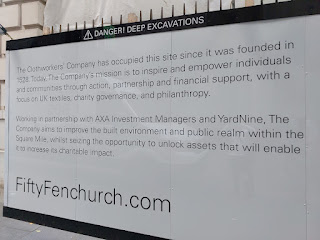 DANGER! DEEP EXCAVATIONS
The Clothworkers' Company has occupied this site since it was founded in
1528. Today, The Company's mission is to inspire and empower individuals
and communities through action, partnership and financial support, with a
focus on UK textiles, charity governance, and philanthropy.
Working in partnership with AXA Investment Managers and YardNine, The
Company aims to improve the built environment and public realm within the
Square Mile, whilst seizing the opportunity to unlock assets that will enable
it to increase its charitable impact.
FiftyFenchurch.com